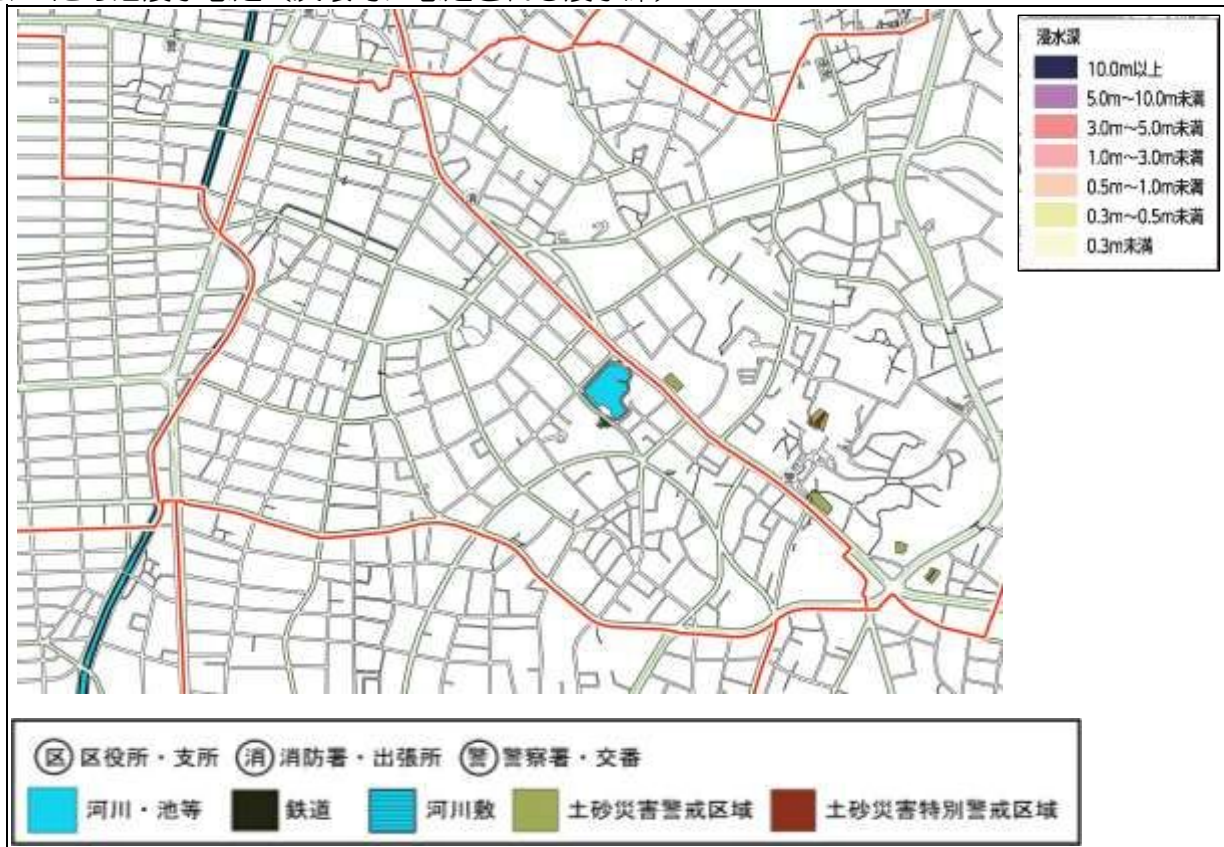 浸水深
10.0m以上
5.0m～10.0m未満
3.0m～5.0m未満
1.0m～3.0m未満
0.5m～1.0m未満
0.3m～0.5m未満
0.3m未満
区 区役所・支所 消 消防署・出張所 警 警察署・交番
河川・池等 鉄道 河川敷 土砂災害警戒区域 土砂災害特別警戒区域